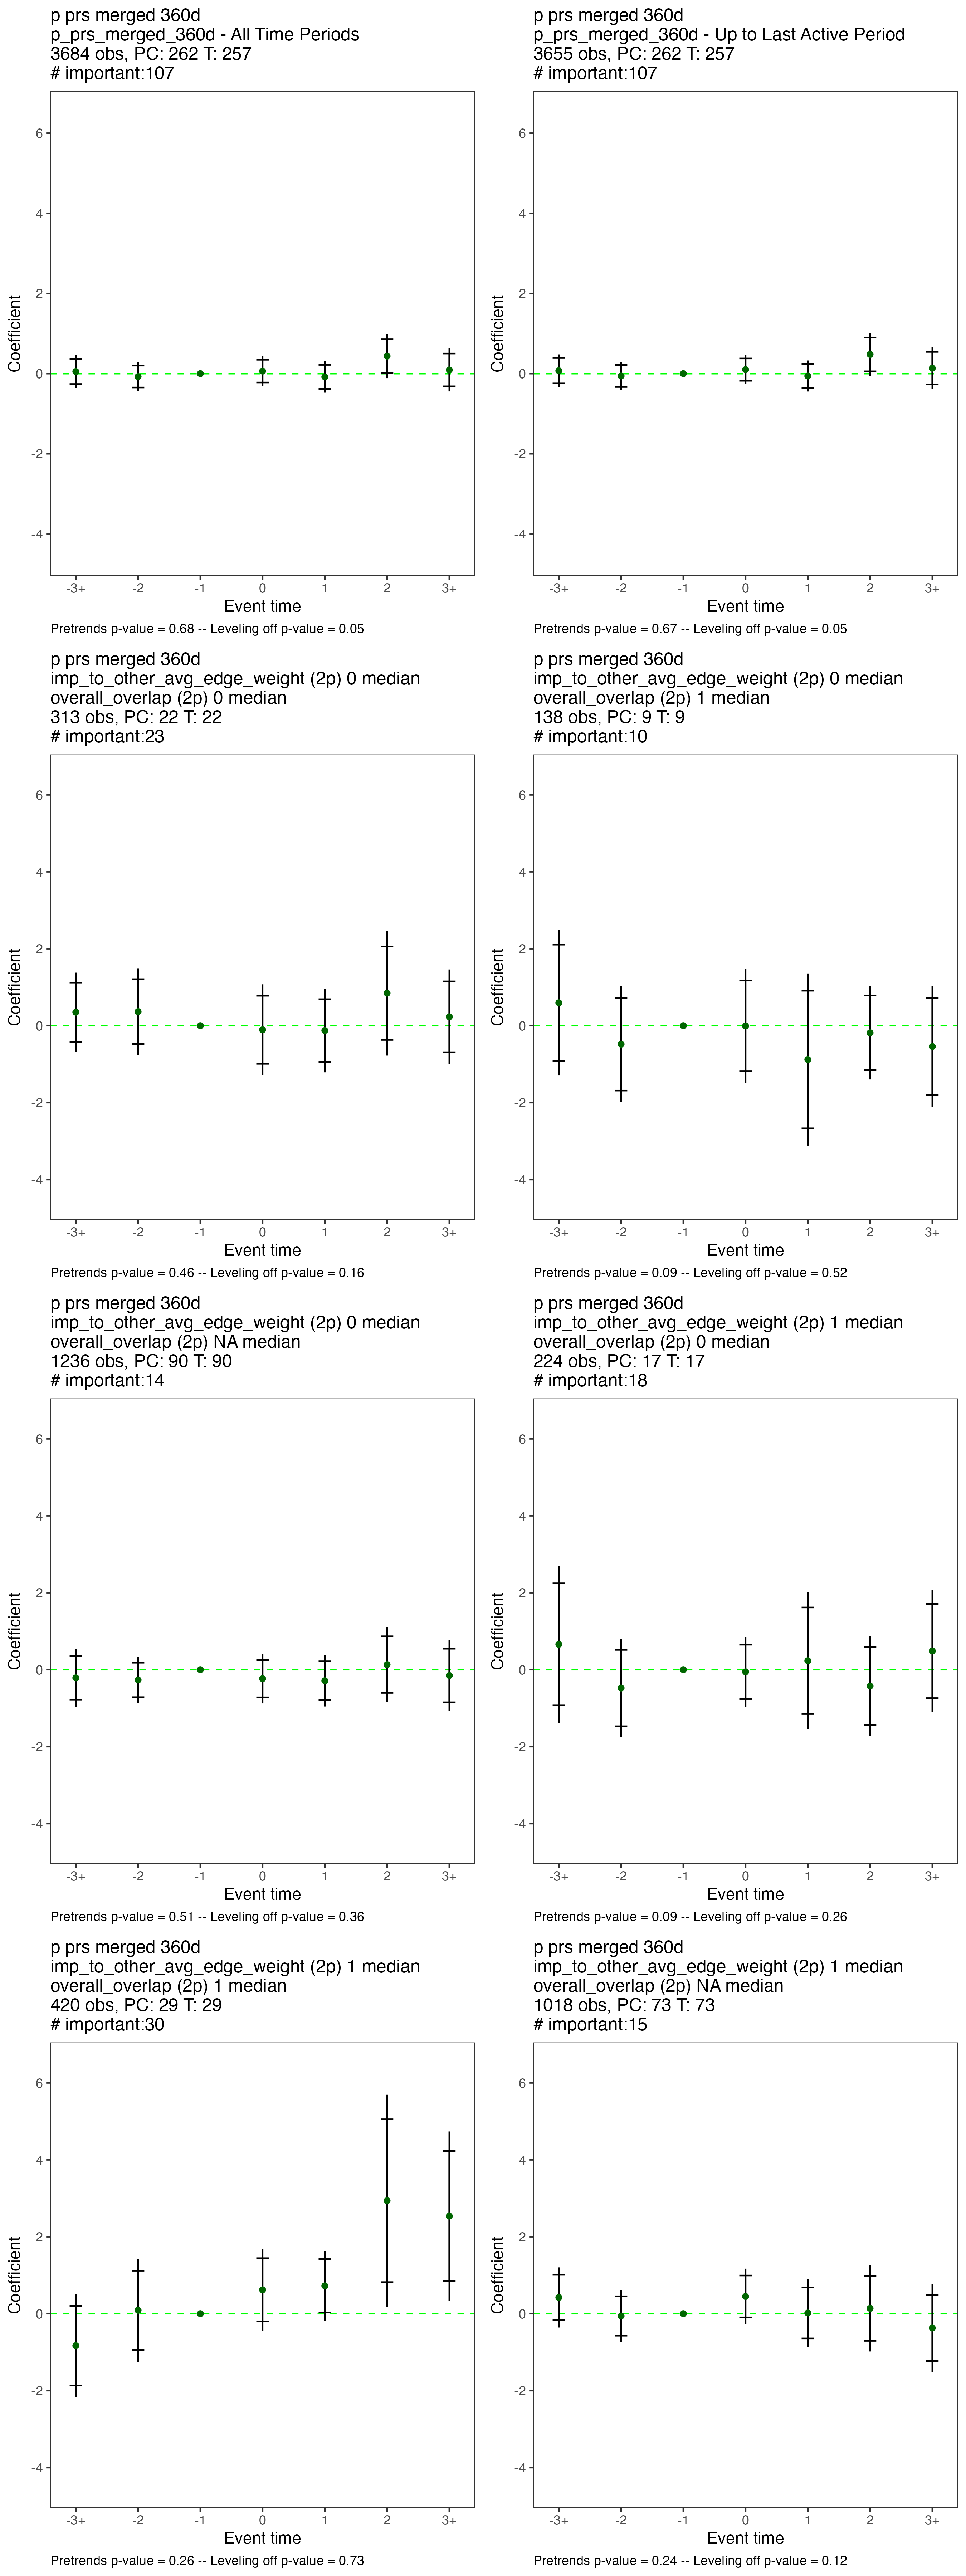 p prs merged 360d
p_prs_merged_360d - All Time Periods
3684 obs, PC: 262 T: 257
# important:107
Coefficient
6
4
2
0
-2
-4
-3+ -2 -1 0 1 2 3+
Event time
Pretrends p-value = 0.68 -- Leveling off p-value = 0.05
p prs merged 360d
p_prs_merged_360d - Up to Last Active Period
3655 obs, PC: 262 T: 257
# important:107
Coefficient
6
4
2
0
-2
-4
-3+ -2 -1 0 1 2 3+
Event time
Pretrends p-value = 0.67 -- Leveling off p-value = 0.05
p prs merged 360d
imp_to_other_avg_edge_weight (2p) 0 median
overall_overlap (2p) 0 median
313 obs, PC: 22 T: 22
# important:23
Coefficient
6
4
2
0
-2
-4
-3+ -2 -1 0 1 2 3+
Event time
Pretrends p-value = 0.46 -- Leveling off p-value = 0.16
p prs merged 360d
imp_to_other_avg_edge_weight (2p) 0 median
overall_overlap (2p) 1 median
138 obs, PC: 9 T: 9
# important:10
Coefficient
6
4
2
0
-2
-4
-3+ -2 -1 0 1 2 3+
Event time
Pretrends p-value = 0.09 -- Leveling off p-value = 0.52
p prs merged 360d
imp_to_other_avg_edge_weight (2p) 0 median
overall_overlap (2p) NA median
1236 obs, PC: 90 T: 90
# important:14
Coefficient
6
4
2
0
-2
-4
-3+ -2 -1 0 1 2 3+
Event time
Pretrends p-value = 0.51 -- Leveling off p-value = 0.36
p prs merged 360d
imp_to_other_avg_edge_weight (2p) 1 median
overall_overlap (2p) 0 median
224 obs, PC: 17 T: 17
# important:18
Coefficient
6
4
2
0
-2
-4
-3+ -2 -1 0 1 2 3+
Event time
Pretrends p-value = 0.09 -- Leveling off p-value = 0.26
p prs merged 360d
imp_to_other_avg_edge_weight (2p) 1 median
overall_overlap (2p) 1 median
420 obs, PC: 29 T: 29
# important:30
Coefficient
6
4
2
0
-2
-4
-3+ -2 -1 0 1 2 3+
Event time
Pretrends p-value = 0.26 -- Leveling off p-value = 0.73
p prs merged 360d
imp_to_other_avg_edge_weight (2p) 1 median
overall_overlap (2p) NA median
1018 obs, PC: 73 T: 73
# important:15
Coefficient
6
4
2
0
-2
-4
-3+ -2 -1 0 1 2 3+
Event time
Pretrends p-value = 0.24 -- Leveling off p-value = 0.12